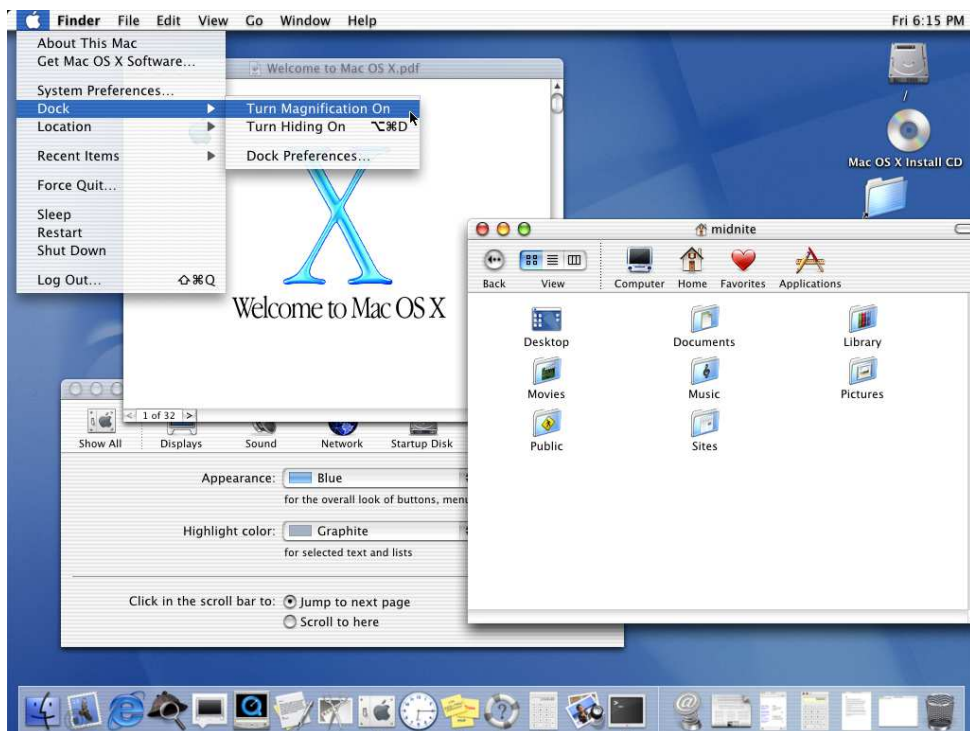 Finder File Edit View Go Window Help Fri 6:15 PM
About This Mac
Get Mac OS X Software...
System Preferences...
Dock
Location
Recent Items
Force Quit...
Sleep
Restart
Shut Down
Log Out... ⇧⌘Q
Turn Magnification On
Turn Hiding On ⌥⌘D
Dock Preferences...
Welcome to Mac OS X.pdf
X
Welcome to Mac OS X
1 of 32
/
Mac OS X Install CD
midnite
Back View Computer Home Favorites Applications
Desktop Documents Library
Movies Music Pictures
Public Sites
Show All Displays Sound Network Startup Disk
Appearance: Blue
for the overall look of buttons, menu
Highlight color: Graphite
for selected text and lists
Click in the scroll bar to: Jump to next page
Scroll to here